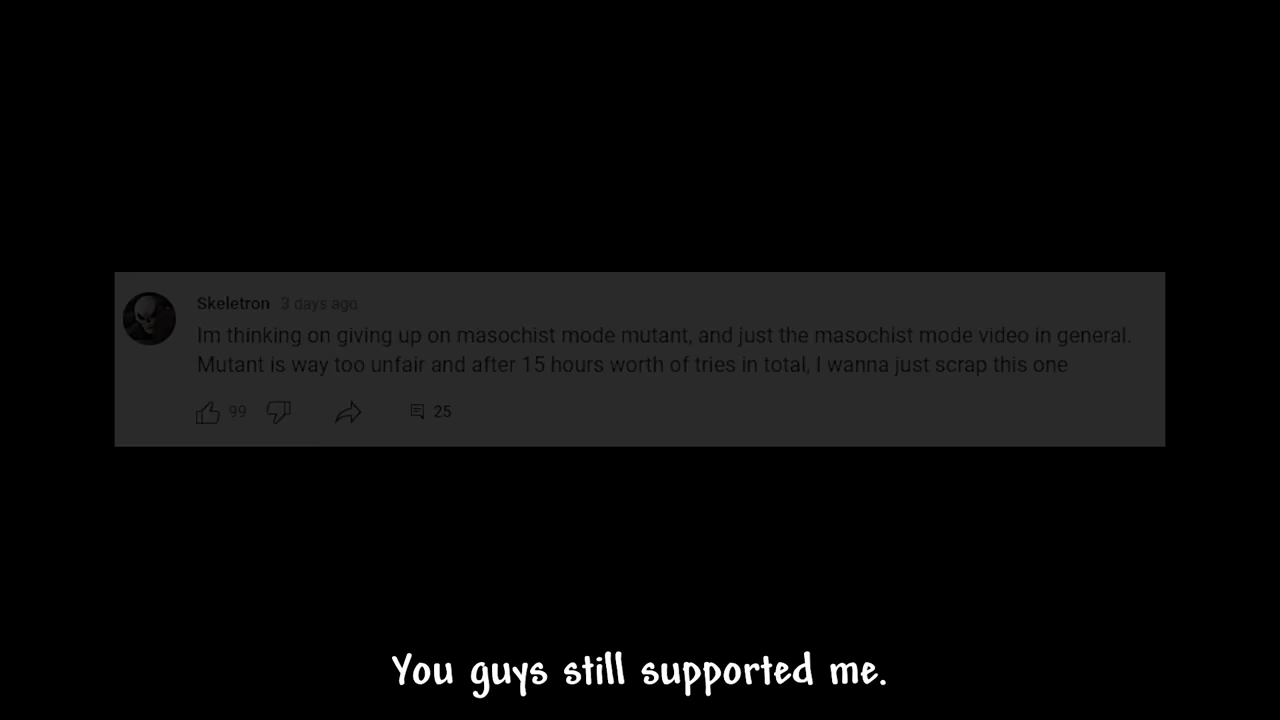 Skeletron 3 days ago
Im thinking on giving up on masochist mode mutant, and just the masochist mode video in general.
Mutant is way too unfair and after 15 hours worth of tries in total, I wanna just scrap this one
99 25
You guys still supported me.